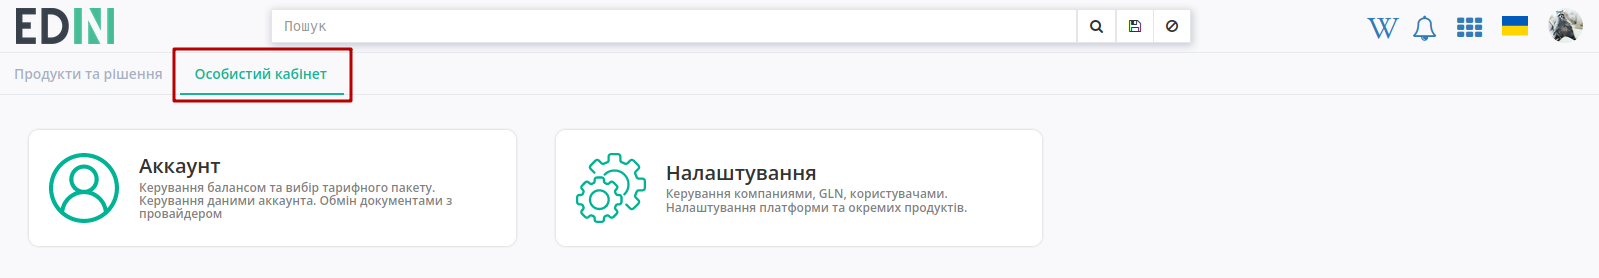 EDIN
Пошук
Продукти та рішення
Особистий кабінет
Аккаунт
Керування балансом та вибір тарифного пакету.
Керування даними аккаунта. Обмін документами з
провайдером
Налаштування
Керування компаниями, GLN, користувачами.
Налаштування платформи та окремих продуктів.